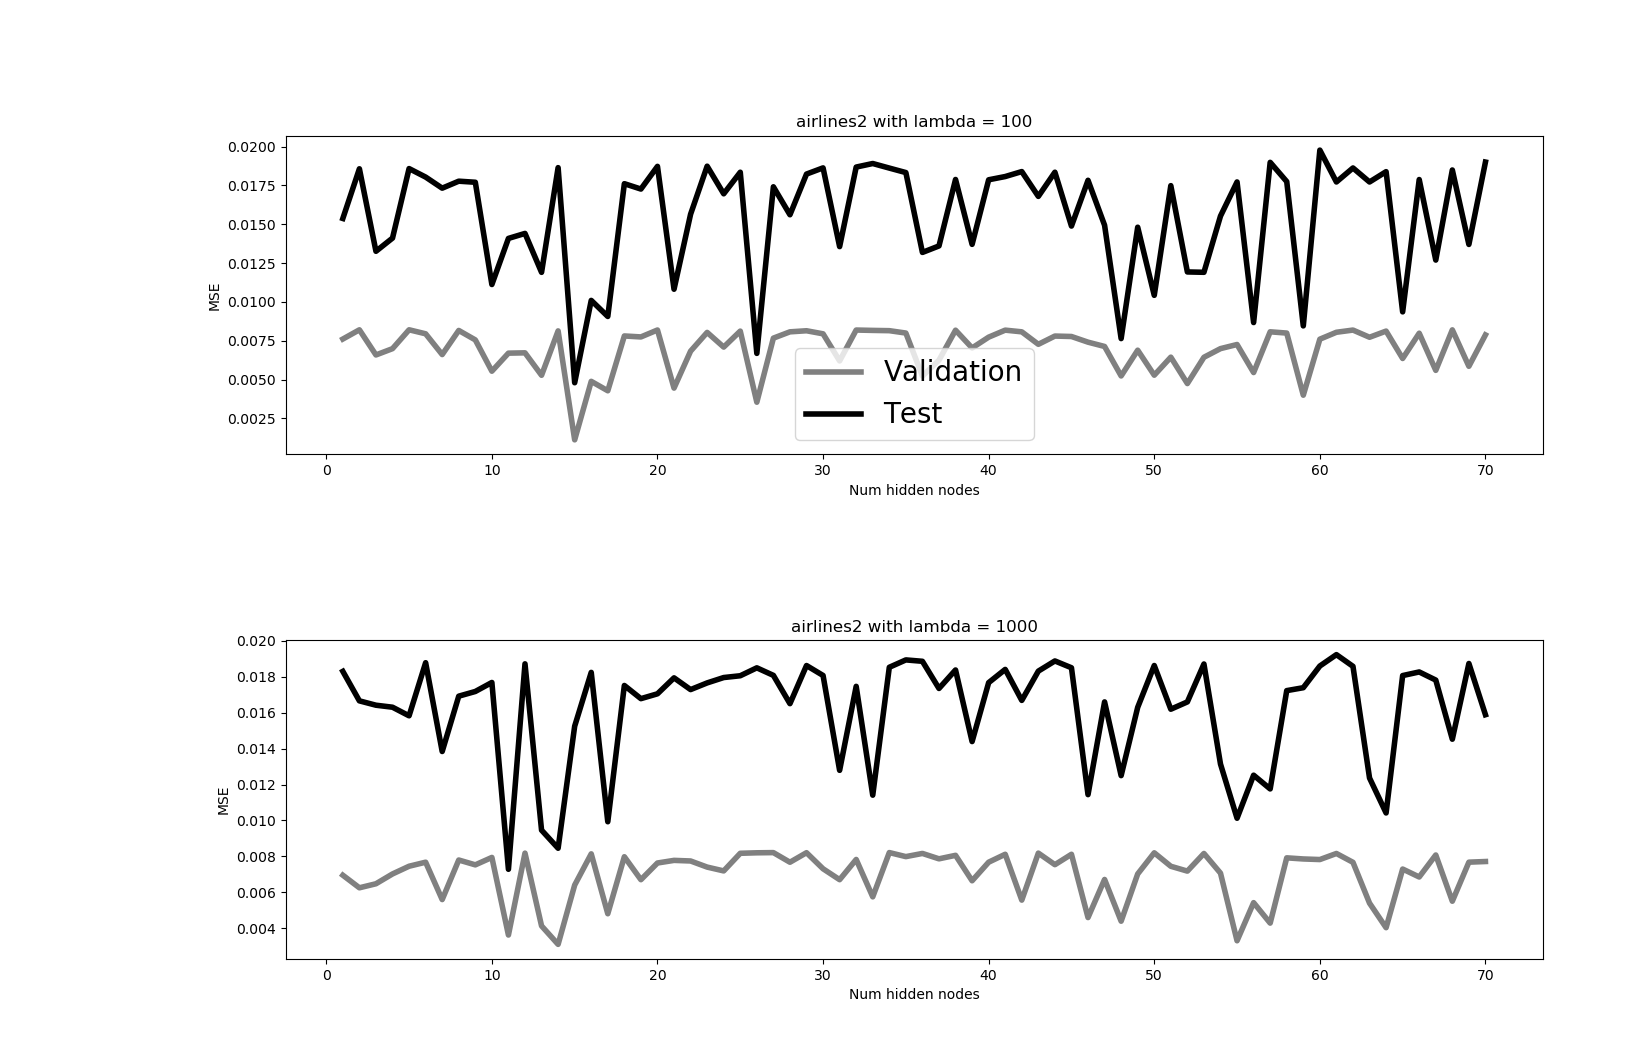 airlines2 with lambda = 100
0.0200
0.0175
0.0150
0.0125
0.0100
0.0075
0.0050
0.0025
MSE
Validation
Test
0 10 20 30 40 50 60 70
Num hidden nodes
airlines2 with lambda = 1000
0.020
0.018
0.016
0.014
0.012
0.010
0.008
0.006
0.004
MSE
0 10 20 30 40 50 60 70
Num hidden nodes